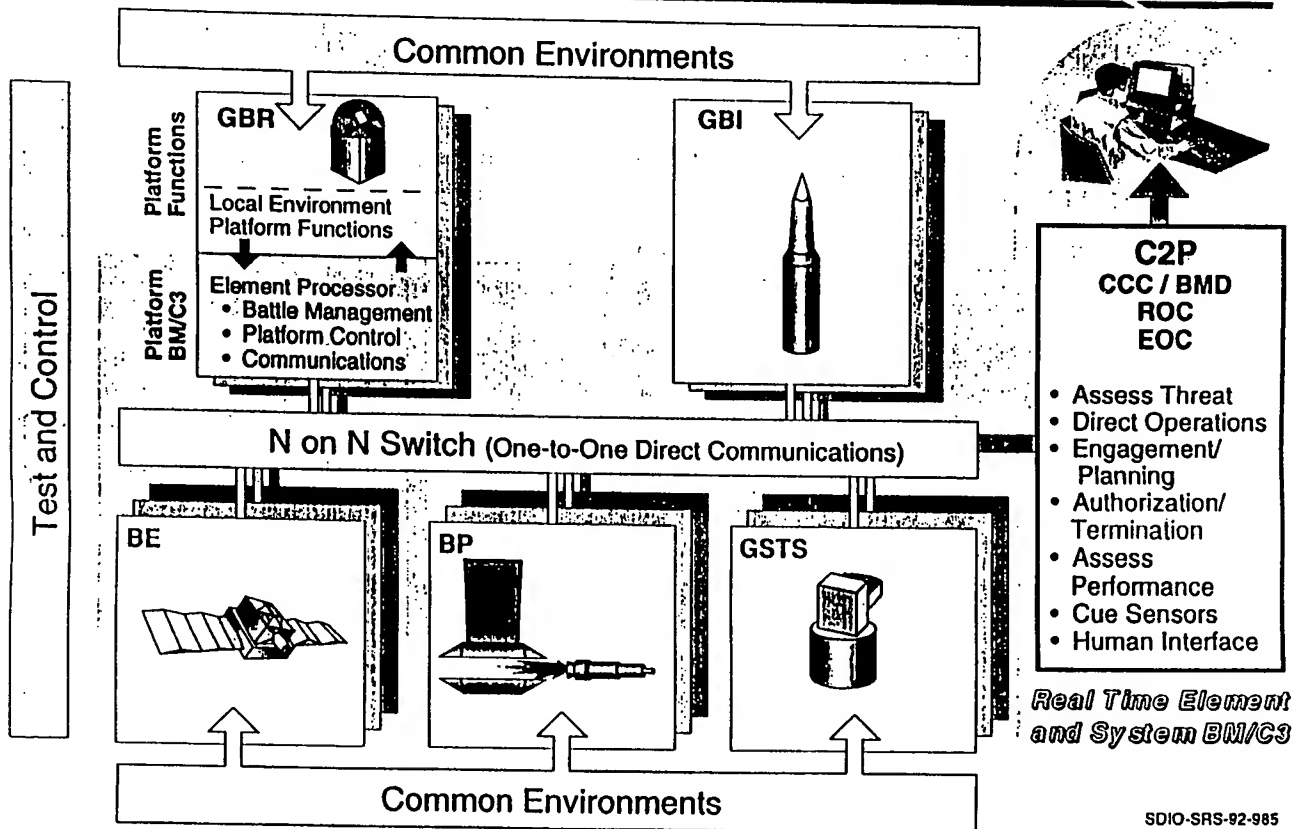 Common Environments
Test and Control
Platform
Functions
GBR
Local Environment
Platform Functions
Platform
BM/C3
Element Processor
• Battle Management
• Platform Control
• Communications
GBI
C2P
CCC / BMD
ROC
EOC
• Assess Threat
• Direct Operations
• Engagement/
Planning
• Authorization/
Termination
• Assess
Performance
• Cue Sensors
• Human Interface
N on N Switch (One-to-One Direct Communications)
BE
BP
GSTS
Real Time Element
and System BM/C3
Common Environments
SDIO-SRS-92-985